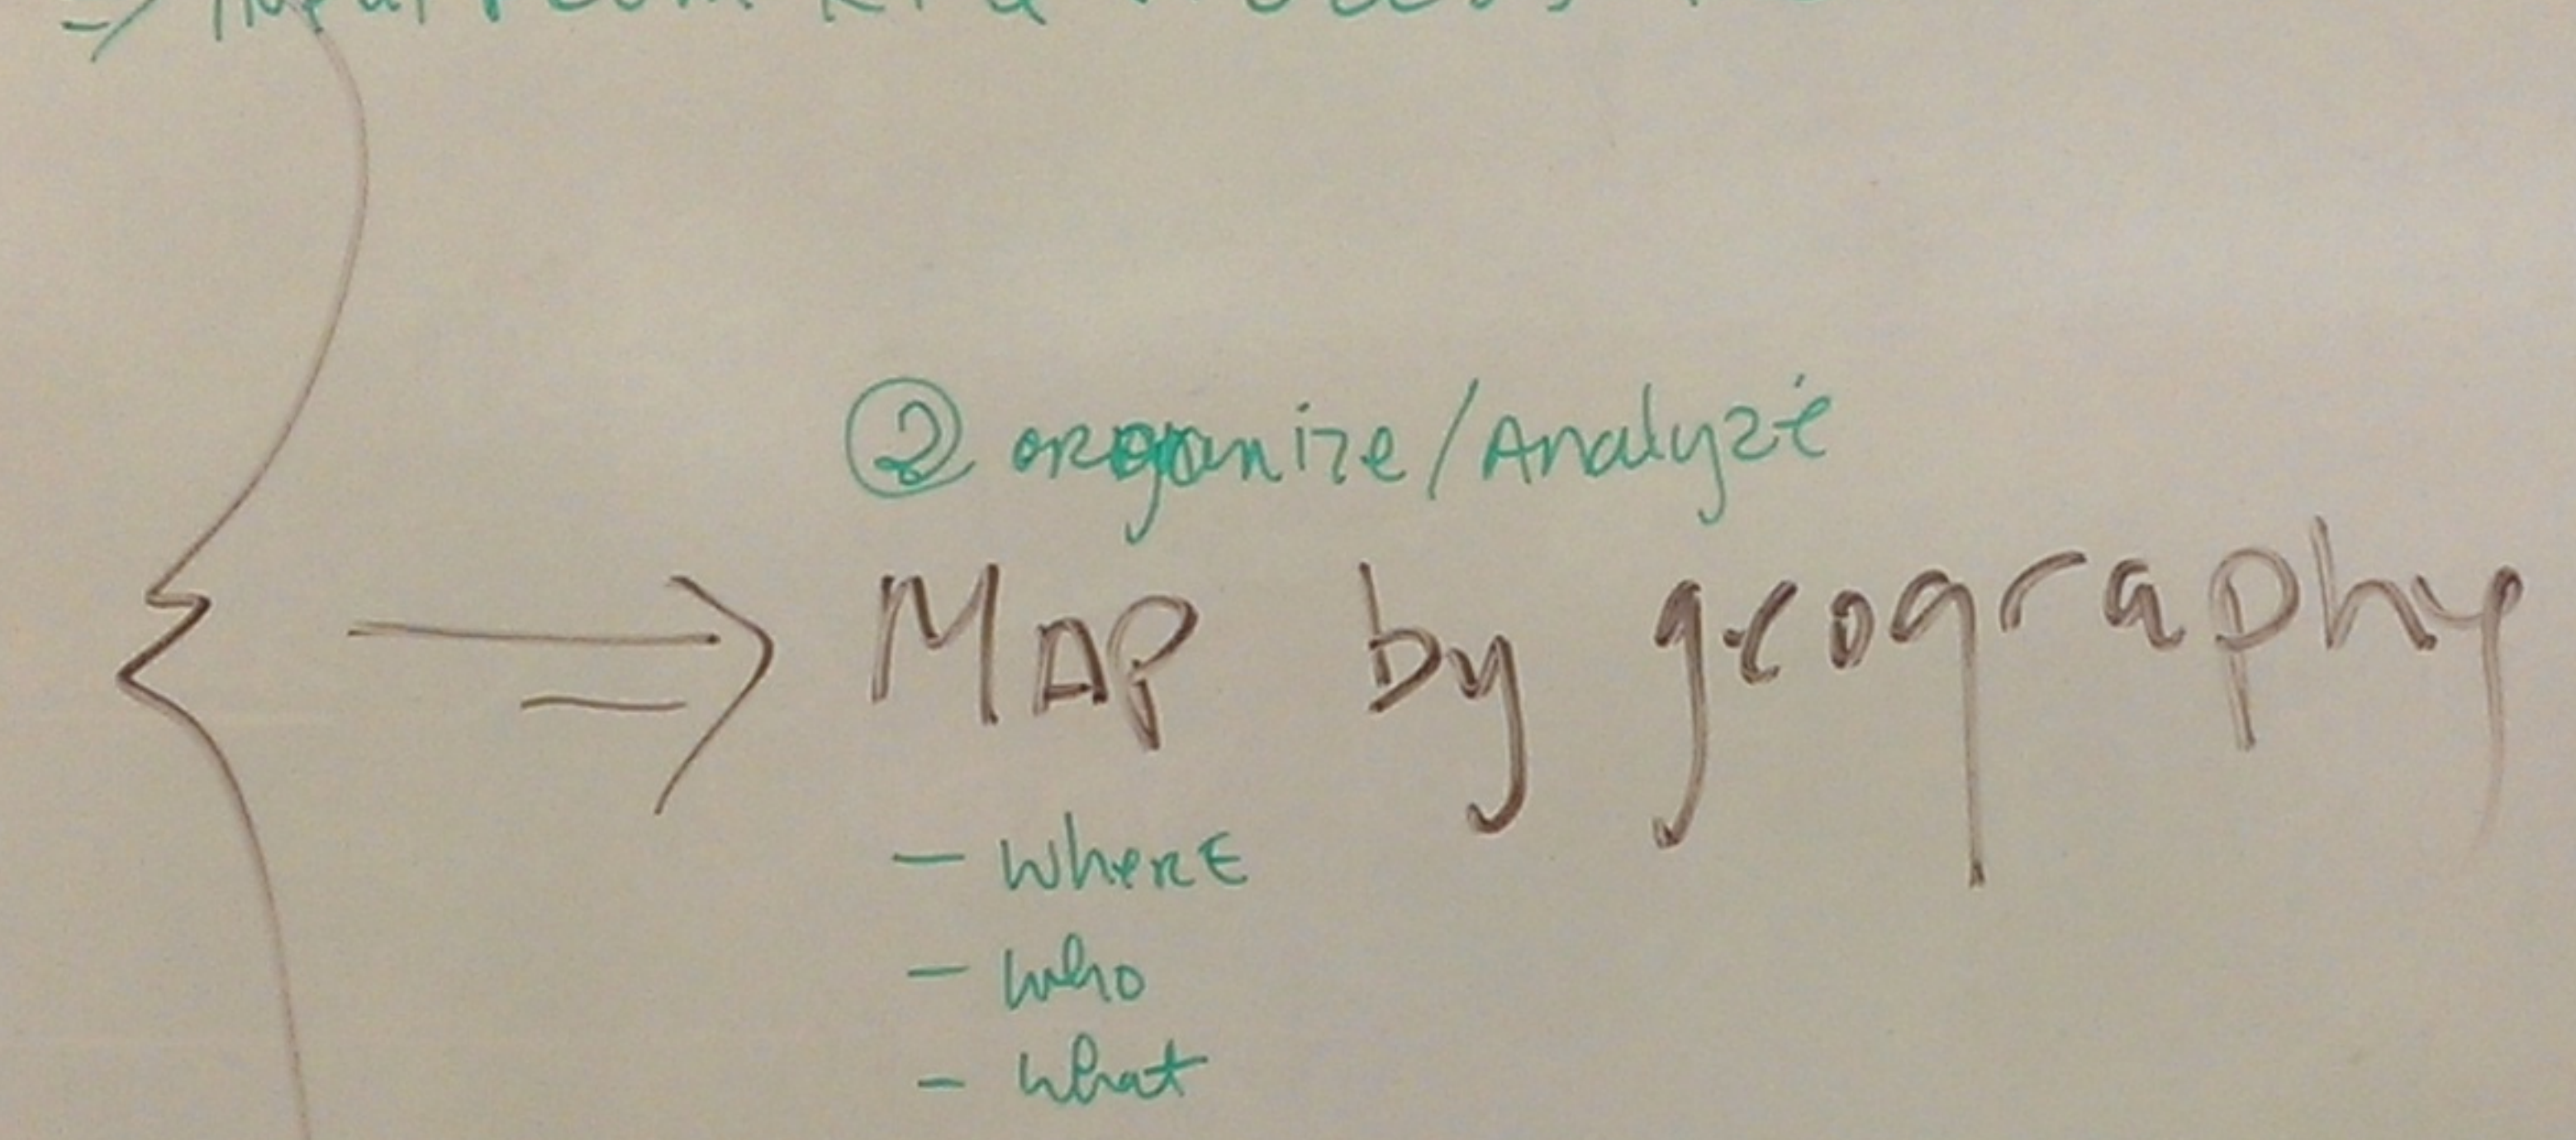 ② organize/Analyze
MAP by geography
- where
- who
- what